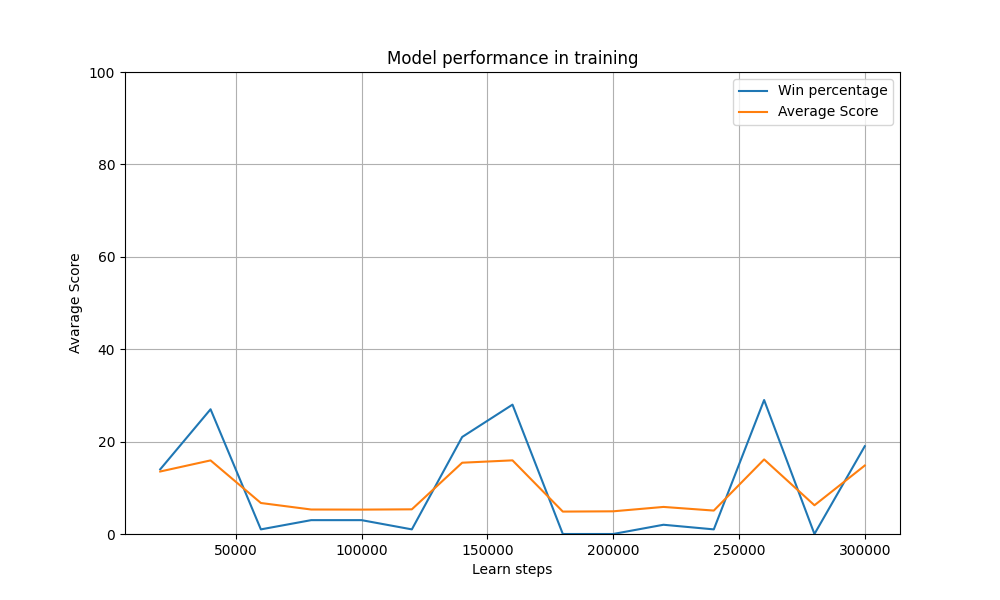 Model performance in training
100
80
60
40
20
0
Avarage Score
Win percentage
Average Score
50000 100000 150000 200000 250000 300000
Learn steps